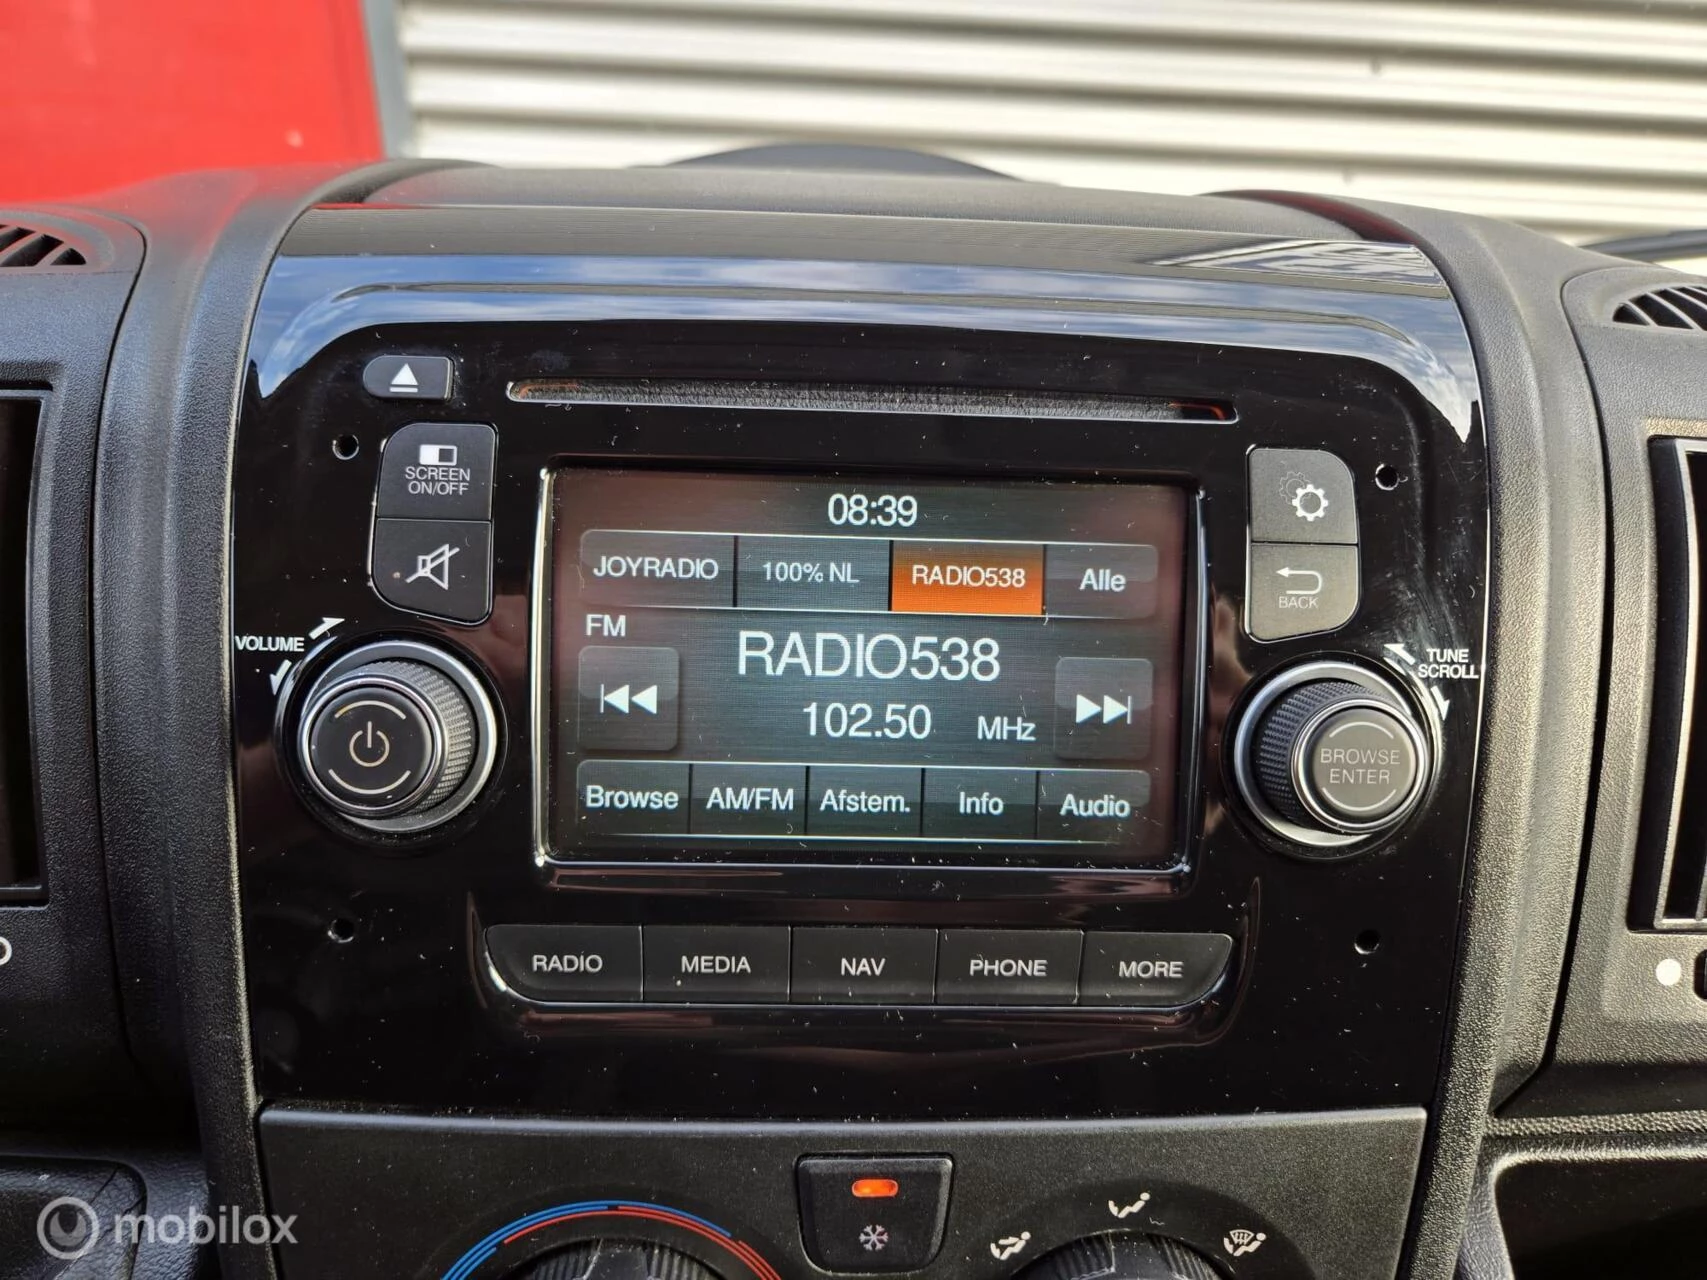 SCREEN
ON/OFF
08:39
JOYRADIO 100% NL RADIO538 Alle
BACK
FM
RADIO538
VOLUME
TUNE
SCROLL
102.50 MHz
BROWSE
ENTER
Browse AM/FM Afstem. Info Audio
RADIO MEDIA NAV PHONE MORE
mobilox